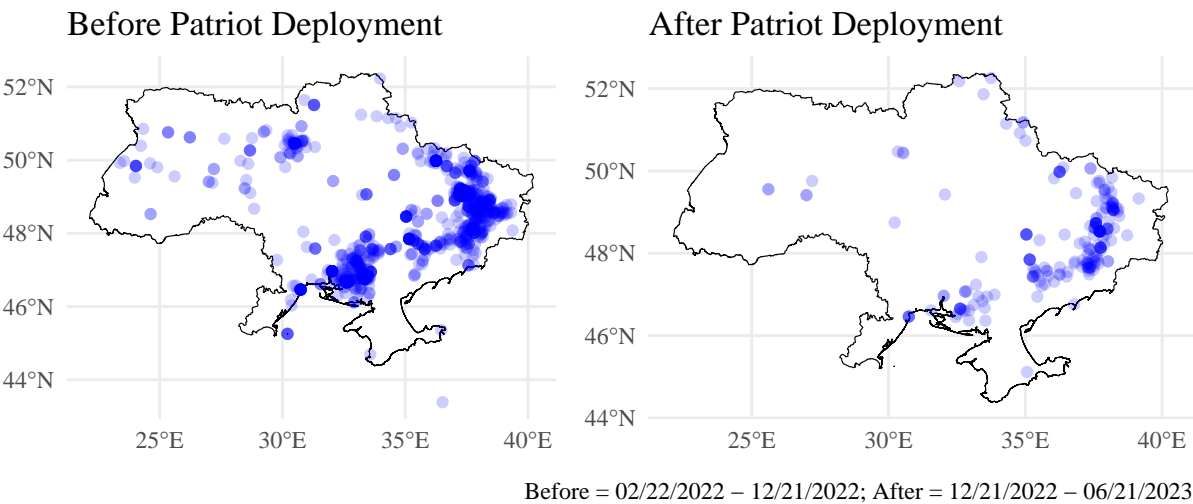 Before Patriot Deployment
After Patriot Deployment
52°N
50°N
48°N
46°N
44°N
25°E
30°E
35°E
40°E
52°N
50°N
48°N
46°N
44°N
25°E
30°E
35°E
40°E
Before = 02/22/2022 − 12/21/2022; After = 12/21/2022 − 06/21/2023